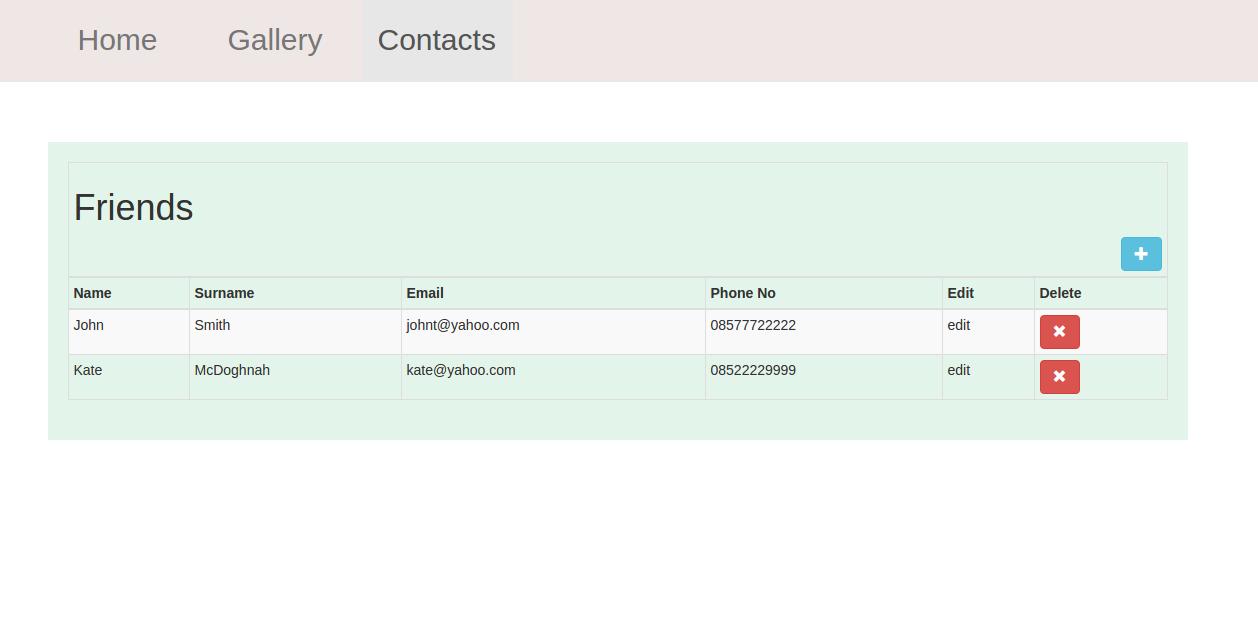 Home Gallery Contacts
Friends
Name Surname Email Phone No Edit Delete
John Smith johnt@yahoo.com 08577722222 edit
Kate McDoghnah kate@yahoo.com 08522229999 edit